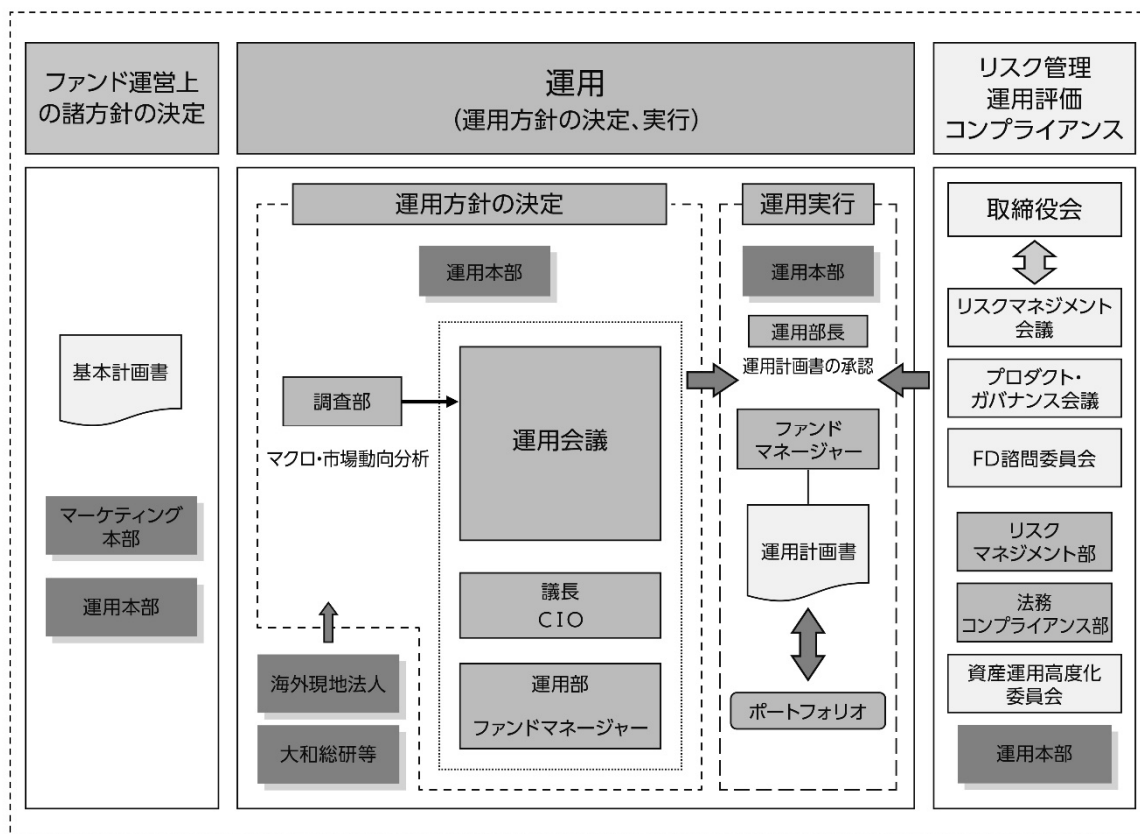 ファンド運営上
の諸方針の決定
運用
(運用方針の決定、実行)
リスク管理
運用評価
コンプライアンス
基本計画書
マーケティング
本部
運用本部
運用方針の決定
運用本部
調査部
マクロ・市場動向分析
運用会議
議長
CIO
運用部
ファンドマネージャー
海外現地法人
大和総研等
運用実行
運用本部
運用部長
運用計画書の承認
ファンド
マネージャー
運用計画書
ポートフォリオ
取締役会
リスクマネジメント
会議
プロダクト・
ガバナンス会議
FD諮問委員会
リスク
マネジメント部
法務
コンプライアンス部
資産運用高度化
委員会
運用本部